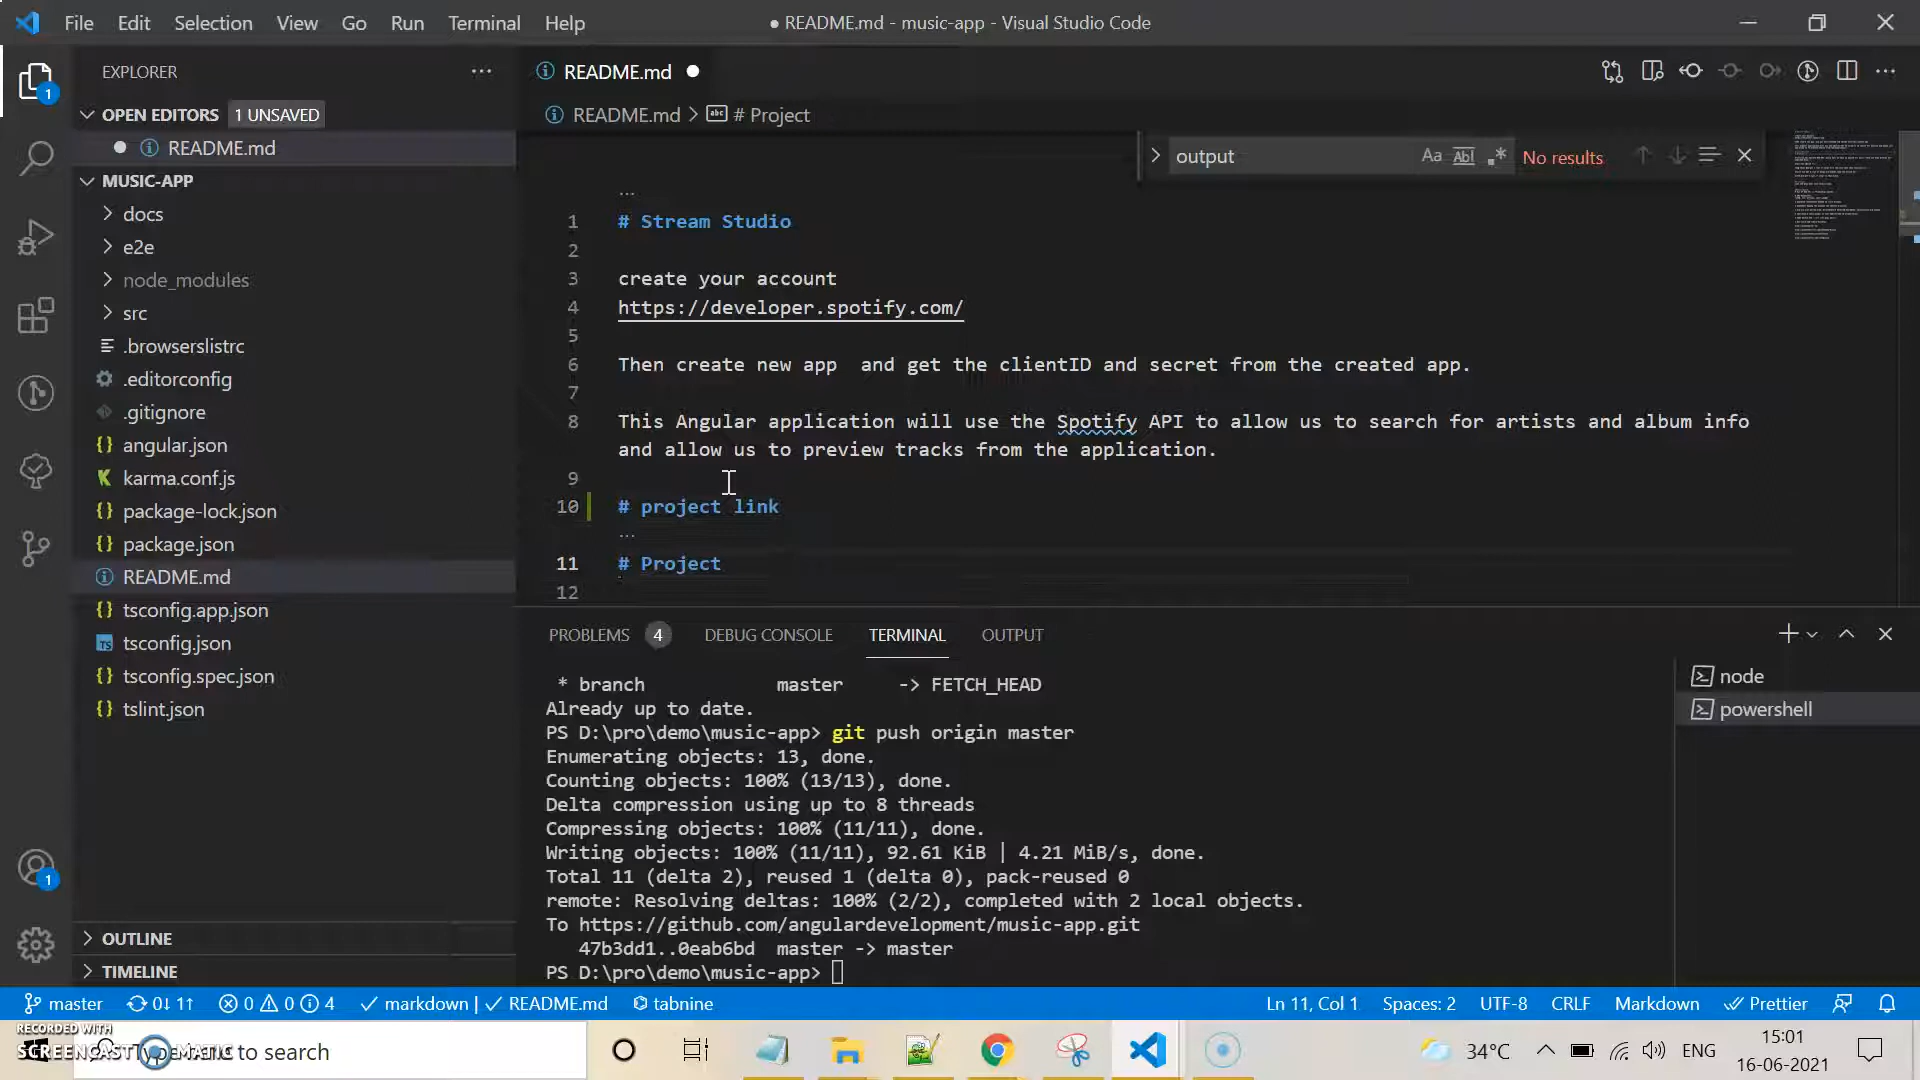 File Edit Selection View Go Run Terminal Help
● README.md - music-app - Visual Studio Code
EXPLORER
OPEN EDITORS 1 UNSAVED
README.md
MUSIC-APP
docs
e2e
node_modules
src
.browserslistrc
.editorconfig
.gitignore
angular.json
karma.conf.js
package-lock.json
package.json
README.md
tsconfig.app.json
tsconfig.json
tsconfig.spec.json
tslint.json
OUTLINE
TIMELINE
README.md
README.md > # Project
output
Aa Abl .* No results
...
1 # Stream Studio
2
3 create your account
4 https://developer.spotify.com/
5
6 Then create new app  and get the clientID and secret from the created app.
7
8 This Angular application will use the Spotify API to allow us to search for artists and album info
and allow us to preview tracks from the application.
9
10 # project link
...
11 # Project
12
PROBLEMS 4 DEBUG CONSOLE TERMINAL OUTPUT
* branch            master     -> FETCH_HEAD
Already up to date.
PS D:\pro\demo\music-app> git push origin master
Enumerating objects: 13, done.
Counting objects: 100% (13/13), done.
Delta compression using up to 8 threads
Compressing objects: 100% (11/11), done.
Writing objects: 100% (11/11), 92.61 KiB | 4.21 MiB/s, done.
Total 11 (delta 2), reused 1 (delta 0), pack-reused 0
remote: Resolving deltas: 100% (2/2), completed with 2 local objects.
To https://github.com/angulardevelopment/music-app.git
47b3dd1..0eab6bd  master -> master
PS D:\pro\demo\music-app>
node
powershell
1
1
master 0↓ 1↑ 0 0 4 markdown | README.md tabnine
Ln 11, Col 1 Spaces: 2 UTF-8 CRLF Markdown Prettier
RECORDED WITH
SCREENCAST MATIC
to search
34°C ENG
15:01
16-06-2021